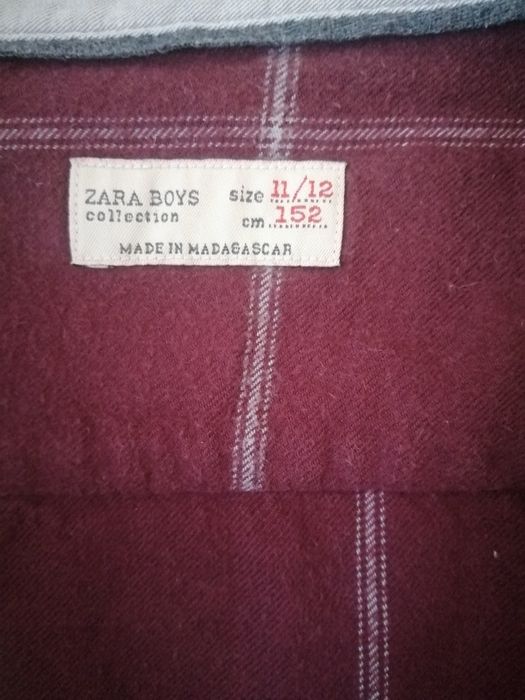 ZARA BOYS size 11/12
collection cm 152
MADE IN MADAGASCAR